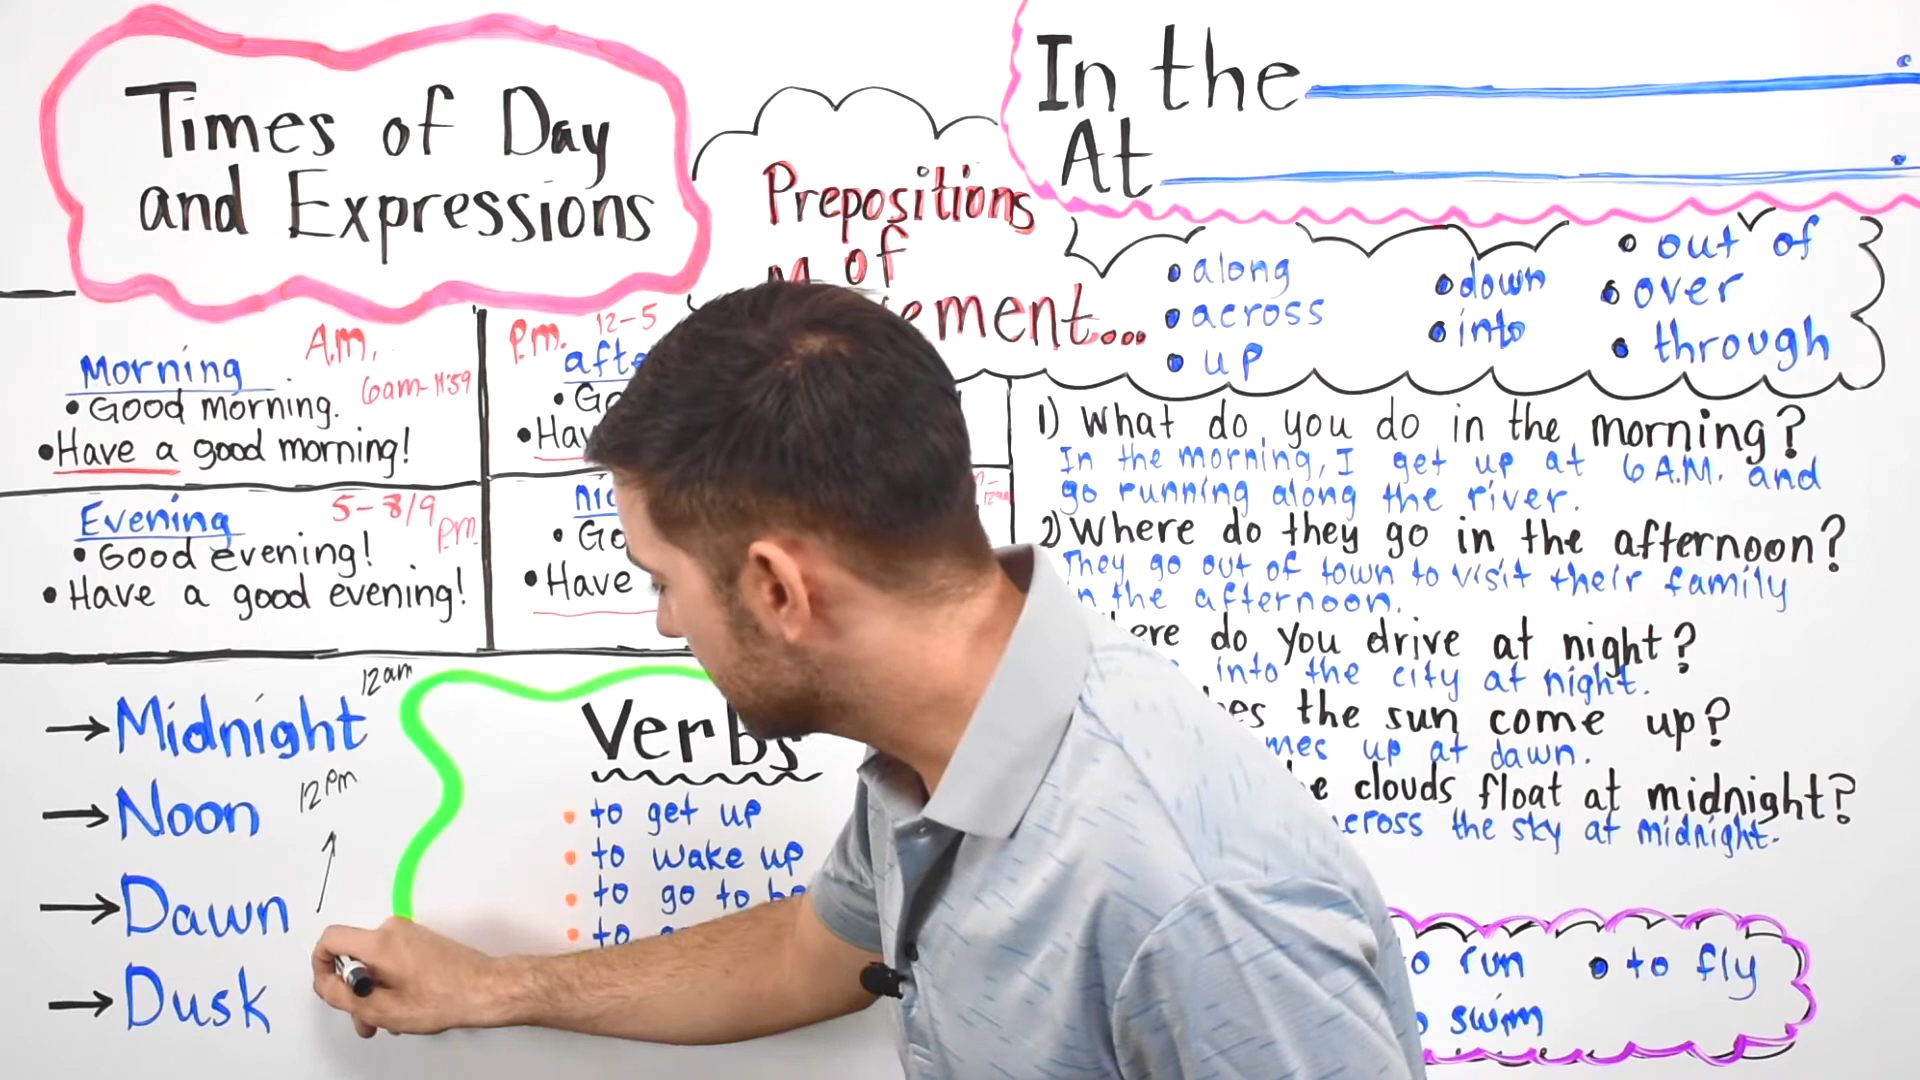 Times of Day
and Expressions
Prepositions
of
ement...
In the
At
• along
• across
• up
• down
• into
• out of
• over
• through
Morning
A.M.
6am-11:59
• Good morning.
• Have a good morning!
P.m. 12-5
afte
• Go
• Hav
Evening
5-8/9 pm
• Good evening!
• Have a good evening!
nig
• Go
• Have
→ Midnight 12am
→ Noon 12pm
→ Dawn
→ Dusk
Verbs
• to get up
• to wake up
• to go to be
• to
1) What do you do in the morning?
In the morning, I get up at 6 A.M. and
go running along the river.
2) Where do they go in the afternoon?
They go out of town to visit their family
in the afternoon.
ere do you drive at night?
into the city at night.
es the sun come up?
mes up at dawn.
e clouds float at midnight?
across the sky at midnight.
o run
• to fly
o swim